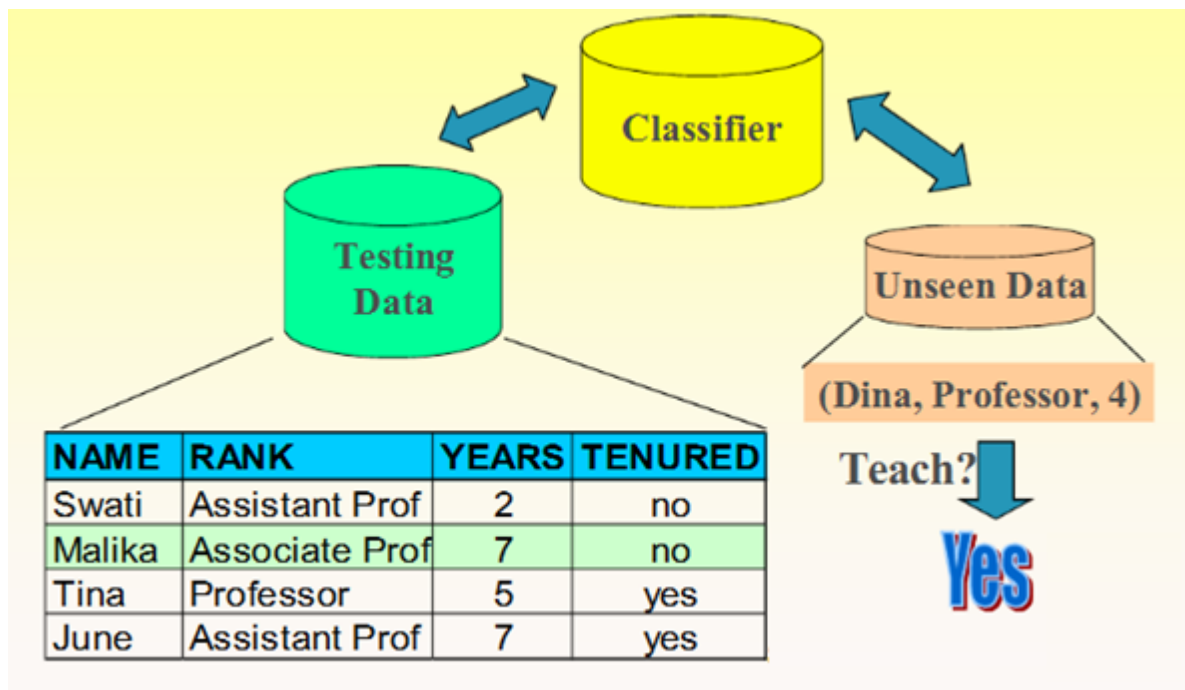 Classifier
Testing
Data
Unseen Data
(Dina, Professor, 4)
Teach?
Yes
NAME RANK YEARS TENURED
Swati Assistant Prof 2 no
Malika Associate Prof 7 no
Tina Professor 5 yes
June Assistant Prof 7 yes